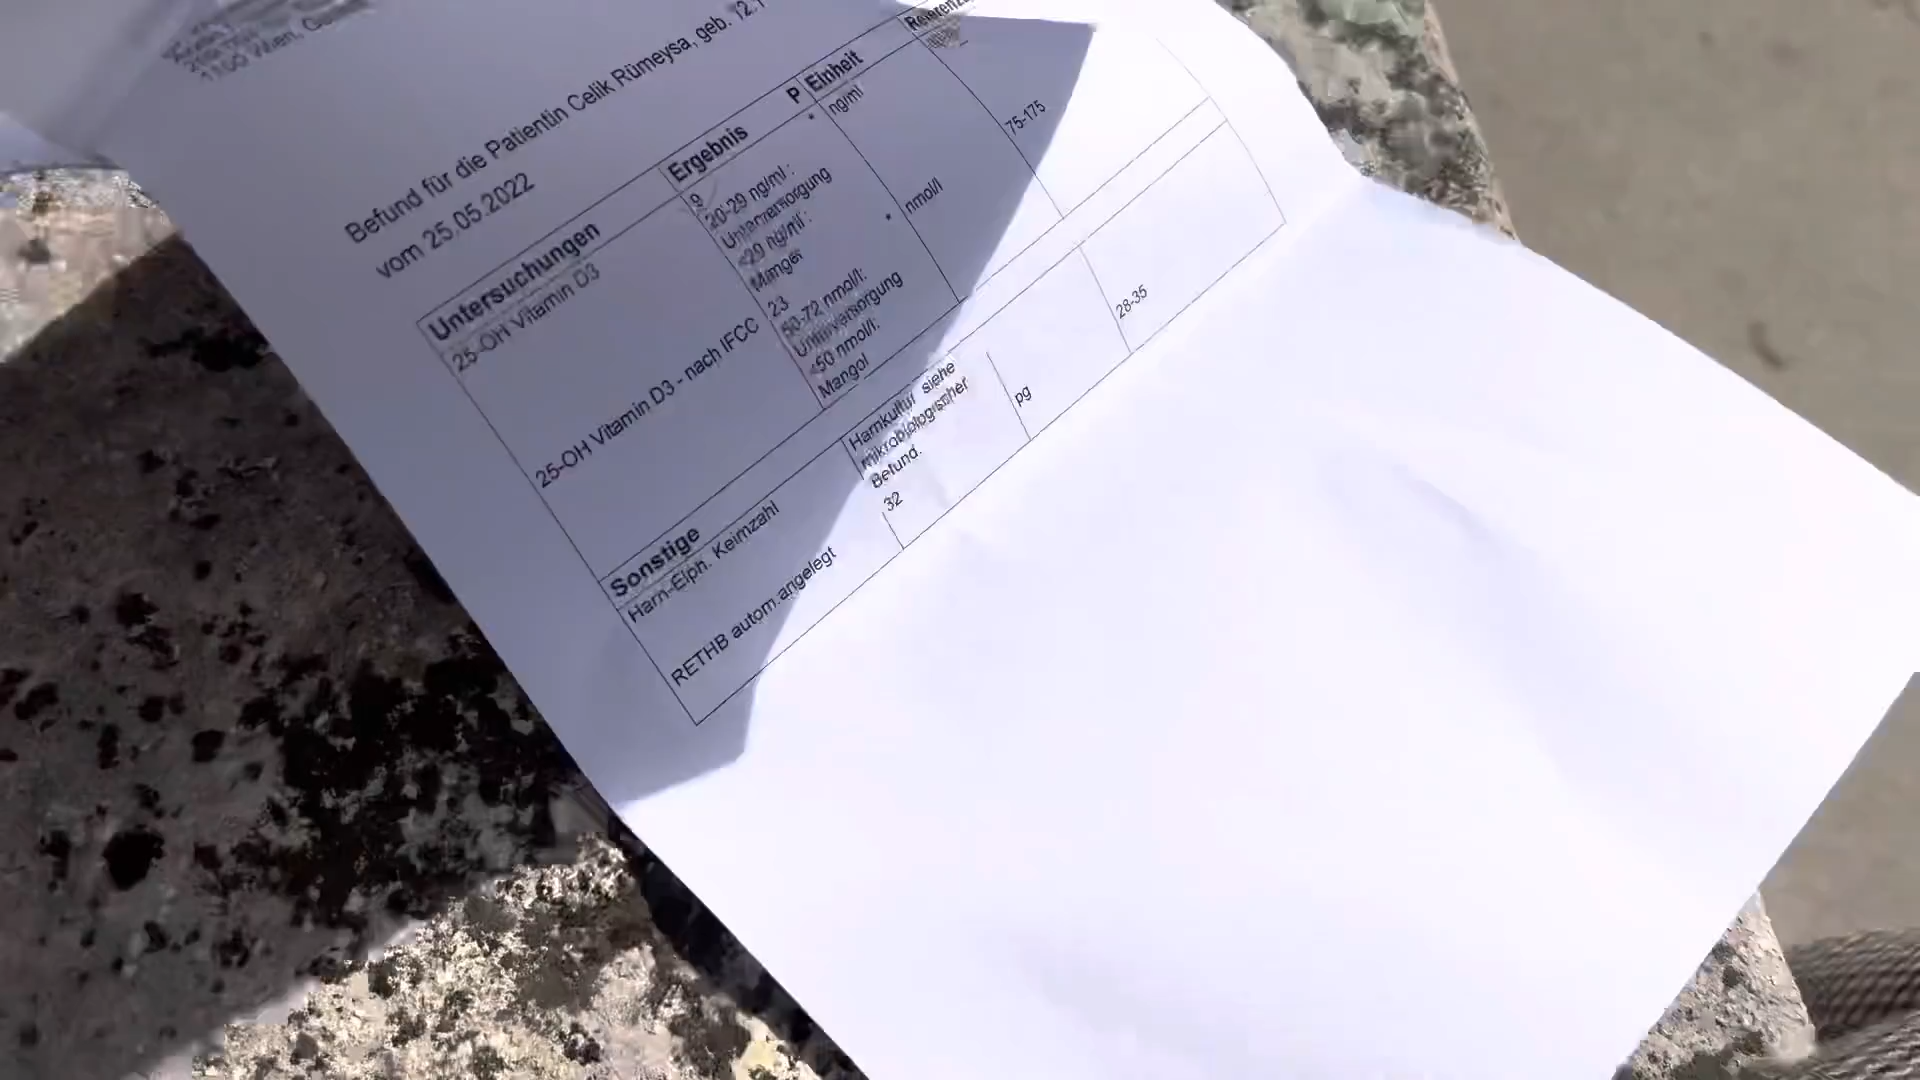 1100 Wien,
Befund für die Patientin Celik Rümeysa, geb. 12.1
vom 25.05.2022
Untersuchungen Ergebnis P Einheit
25-OH Vitamin D3 9 * ng/ml
20-29 ng/ml :
Unterversorgung
<20 ng/ml :
Mangel
25-OH Vitamin D3 - nach IFCC 23 * nmol/l 75-175
50-72 nmol/l:
Unterversorgung
<50 nmol/l:
Mangel
Sonstige
Harn-Eiph. Keimzahl Harnkultur siehe
mikrobiologischer
Befund.
RETHB autom.angelegt 32 pg 28-35